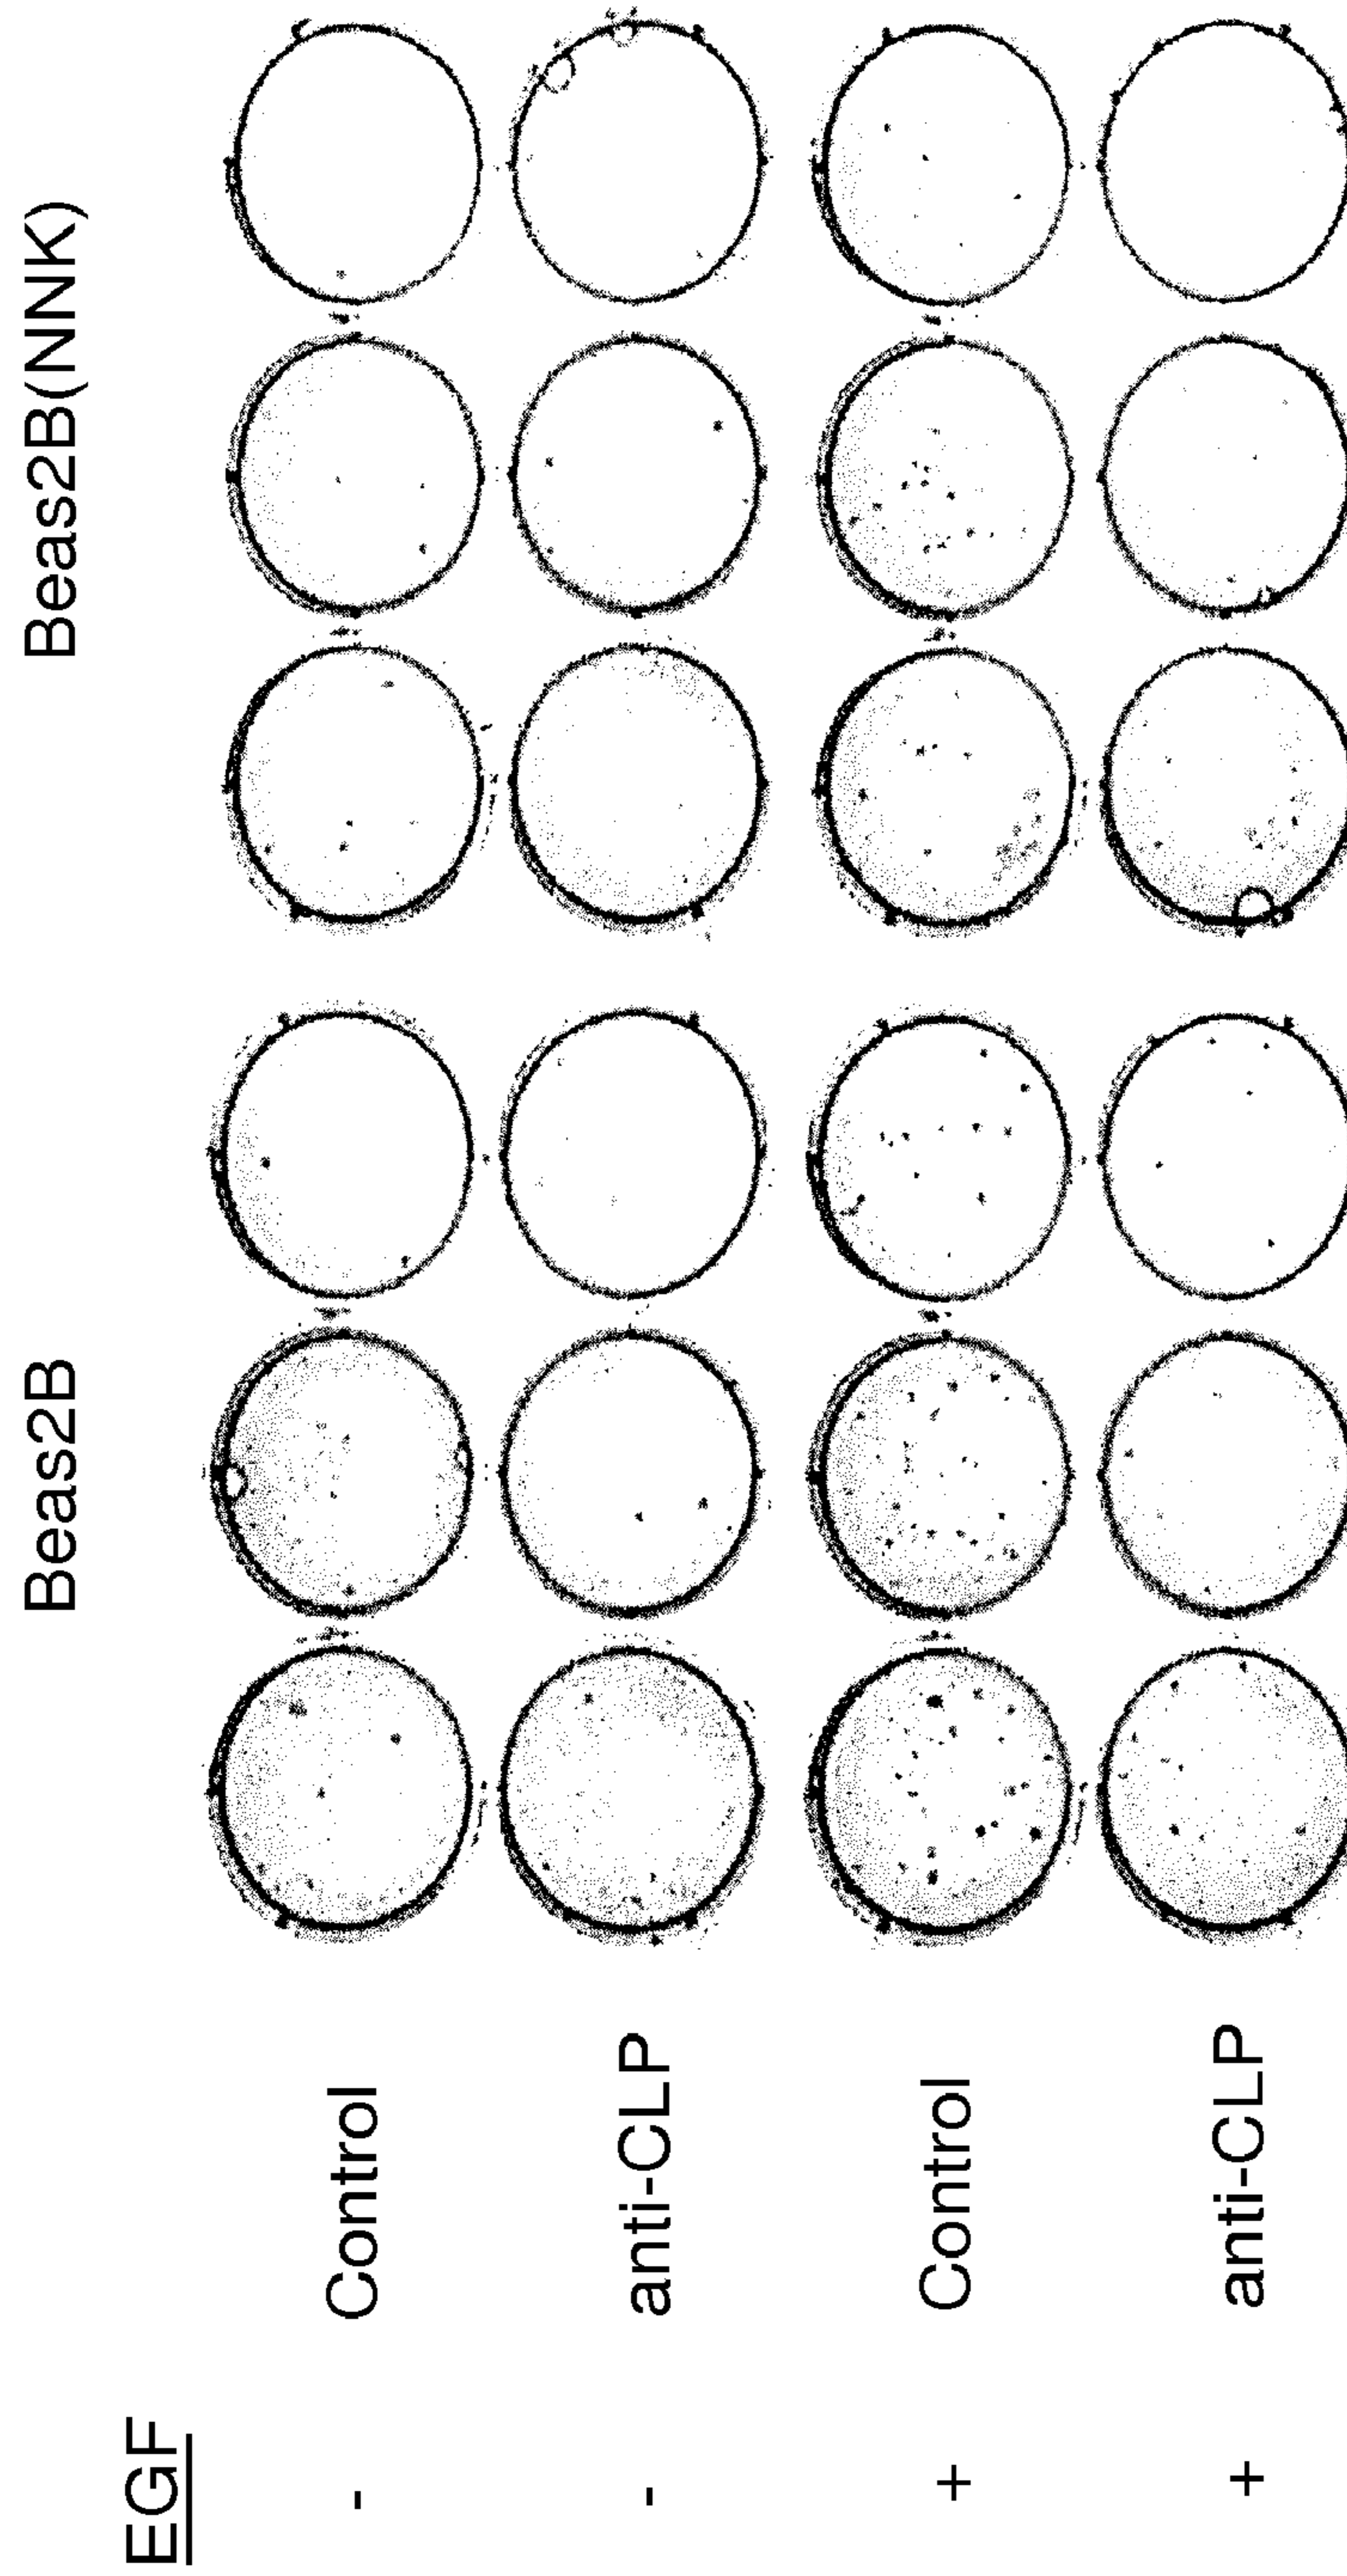 Beas2B Beas2B(NNK)
EGF
- Control
- anti-CLP
+ Control
+ anti-CLP